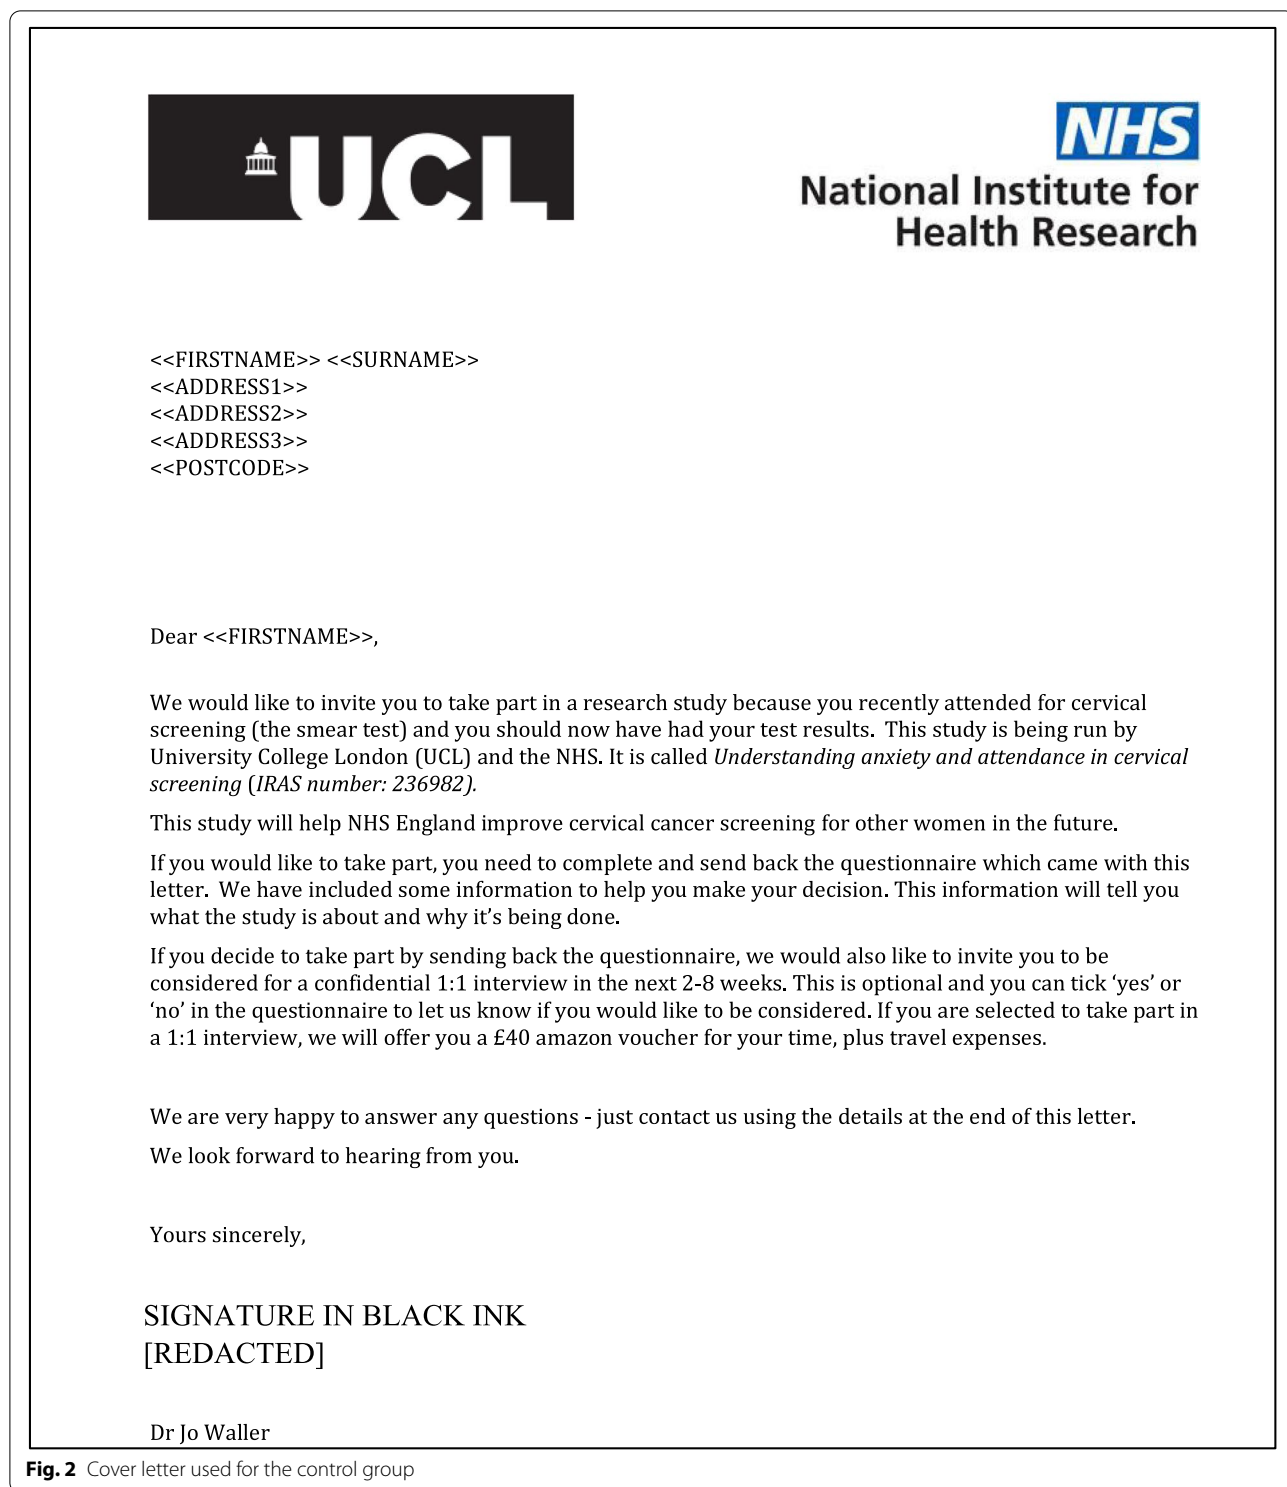 UCL
NHS
National Institute for
Health Research
<<FIRSTNAME>> <<SURNAME>>
<<ADDRESS1>>
<<ADDRESS2>>
<<ADDRESS3>>
<<POSTCODE>>
Dear <<FIRSTNAME>>,
We would like to invite you to take part in a research study because you recently attended for cervical
screening (the smear test) and you should now have had your test results.  This study is being run by
University College London (UCL) and the NHS. It is called Understanding anxiety and attendance in cervical
screening (IRAS number: 236982).
This study will help NHS England improve cervical cancer screening for other women in the future.
If you would like to take part, you need to complete and send back the questionnaire which came with this
letter.  We have included some information to help you make your decision. This information will tell you
what the study is about and why it’s being done.
If you decide to take part by sending back the questionnaire, we would also like to invite you to be
considered for a confidential 1:1 interview in the next 2-8 weeks. This is optional and you can tick ‘yes’ or
‘no’ in the questionnaire to let us know if you would like to be considered. If you are selected to take part in
a 1:1 interview, we will offer you a £40 amazon voucher for your time, plus travel expenses.
We are very happy to answer any questions - just contact us using the details at the end of this letter.
We look forward to hearing from you.
Yours sincerely,
SIGNATURE IN BLACK INK
[REDACTED]
Dr Jo Waller
Fig. 2 Cover letter used for the control group